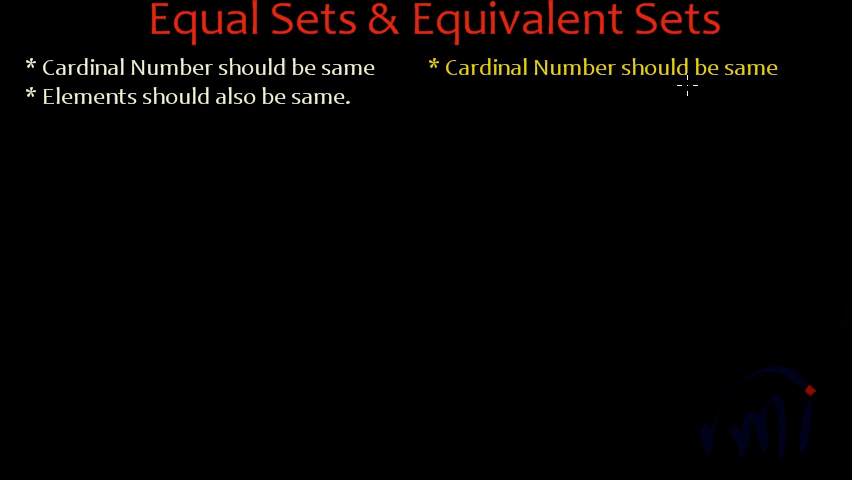 Equal Sets & Equivalent Sets
* Cardinal Number should be same
* Elements should also be same.
* Cardinal Number should be same